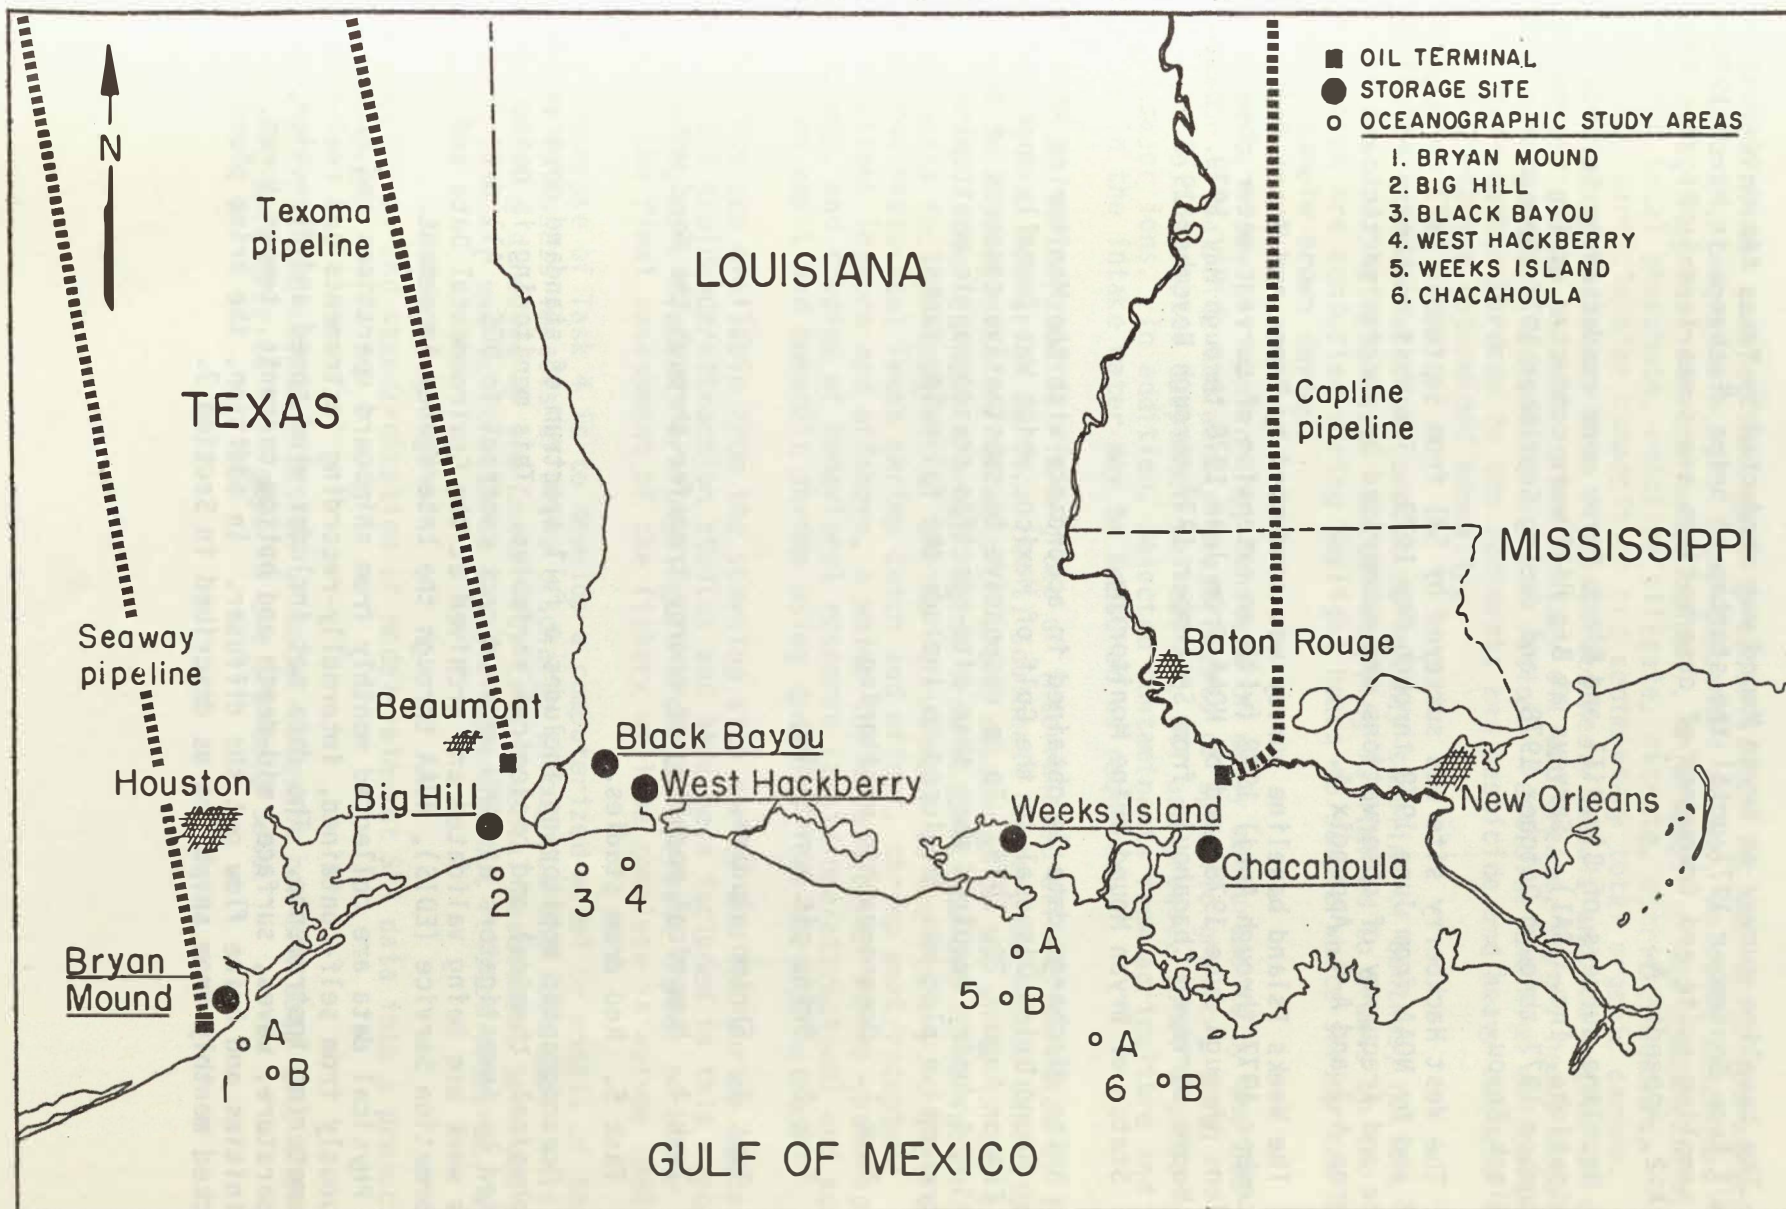 OIL TERMINAL
STORAGE SITE
OCEANOGRAPHIC STUDY AREAS
1. BRYAN MOUND
2. BIG HILL
3. BLACK BAYOU
4. WEST HACKBERRY
5. WEEKS ISLAND
6. CHACAHOULA
N
Texoma
pipeline
LOUISIANA
TEXAS
Capline
pipeline
MISSISSIPPI
Seaway
pipeline
Baton Rouge
Beaumont
Black Bayou
Houston
Big Hill
West Hackberry
Weeks Island
New Orleans
Chacahoula
2
3
4
A
5
B
Bryan
Mound
A
B
1
A
6
B
GULF OF MEXICO